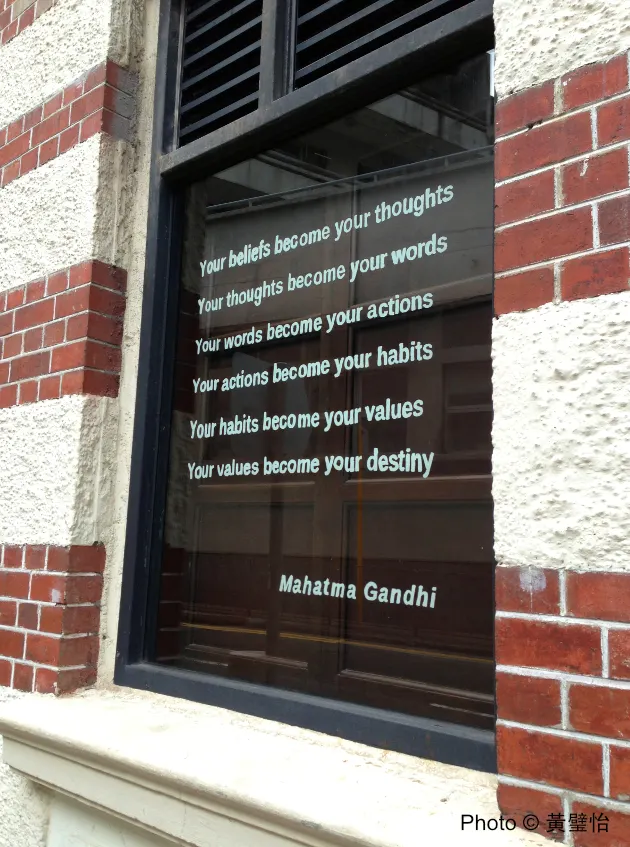 Your beliefs become your thoughts
Your thoughts become your words
Your words become your actions
Your actions become your habits
Your habits become your values
Your values become your destiny
Mahatma Gandhi
Photo © 黃璧怡